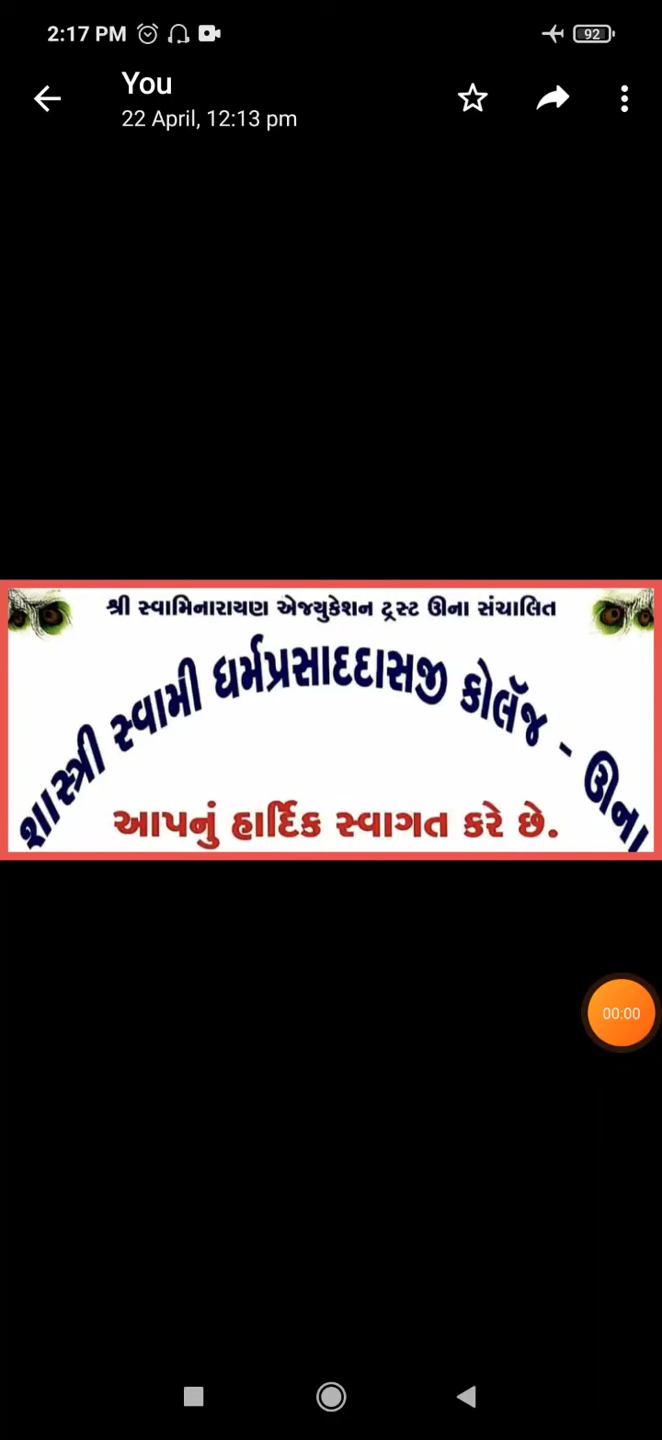 2:17 PM
92
You
22 April, 12:13 pm
શ્રી સ્વામિનારાયણ એજયુકેશન ટ્રસ્ટ ઊના સંચાલિત
શાસ્ત્રી સ્વામી ધર્મપ્રસાદદાસજી કોલૅજ - ઊના
આપનું હાર્દિક સ્વાગત કરે છે.
00:00